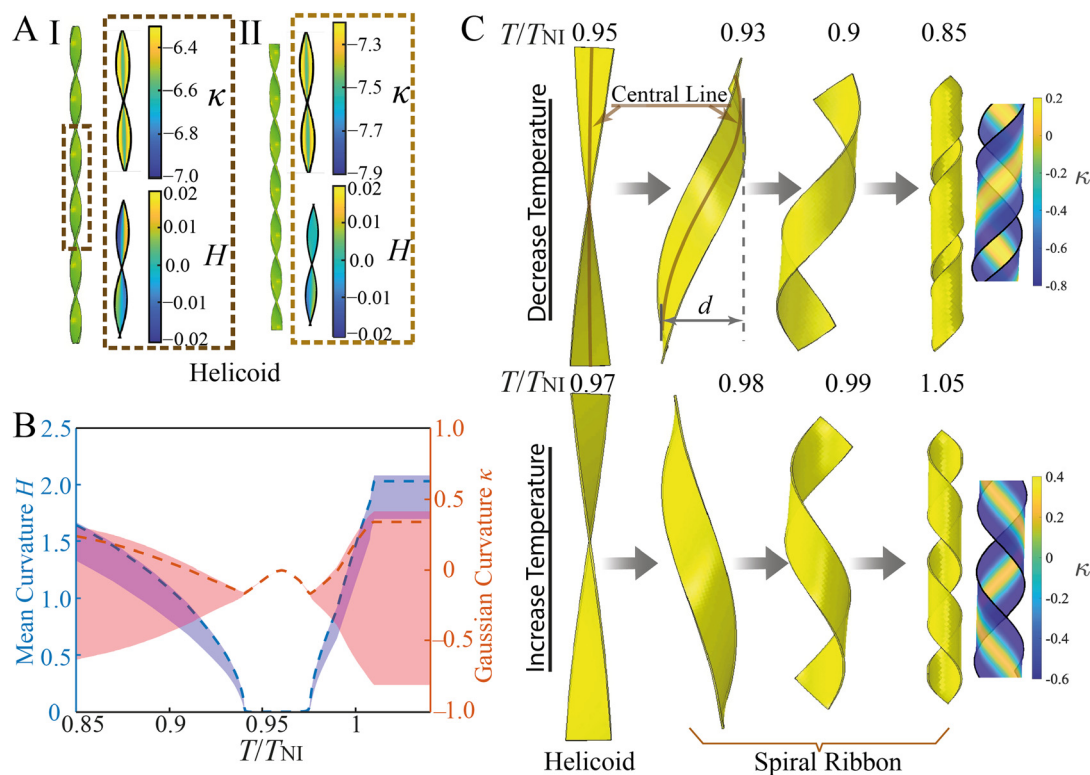 A
I
−6.4
−6.6
κ
−6.8
−7.0
0.02
0.01
0.0
H
−0.01
−0.02
II
−7.3
−7.5
κ
−7.7
−7.9
0.02
0.01
0.0
H
−0.01
−0.02
Helicoid
B
Mean Curvature H
2.5
2.0
1.5
1.0
0.5
0
0.85
0.9
0.95
1
T/TNI
1.0
0.5
0
−0.5
−1.0
Gaussian Curvature κ
C
T/TNI 0.95 0.93 0.9 0.85
Decrease Temperature
Central Line
d
0.2
0
−0.2
−0.4
−0.6
−0.8
κ
T/TNI 0.97 0.98 0.99 1.05
Increase Temperature
0.4
0.2
0
−0.2
−0.4
−0.6
κ
Helicoid
Spiral Ribbon